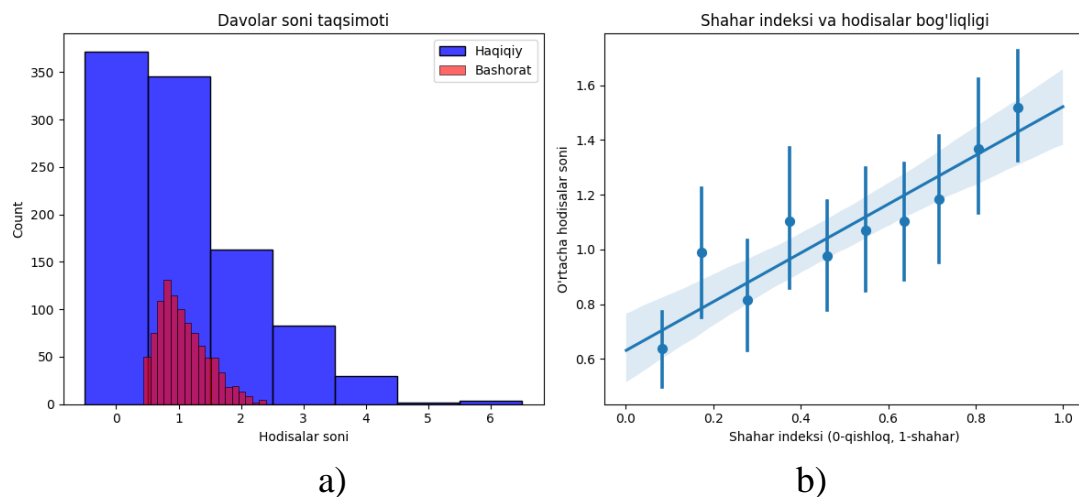 Davolar soni taqsimoti
Haqiqiy
Bashorat
Count
350
300
250
200
150
100
50
0
0 1 2 3 4 5 6
Hodisalar soni
a)
Shahar indeksi va hodisalar bog'liqligi
O'rtacha hodisalar soni
1.6
1.4
1.2
1.0
0.8
0.6
0.0 0.2 0.4 0.6 0.8 1.0
Shahar indeksi (0-qishloq, 1-shahar)
b)